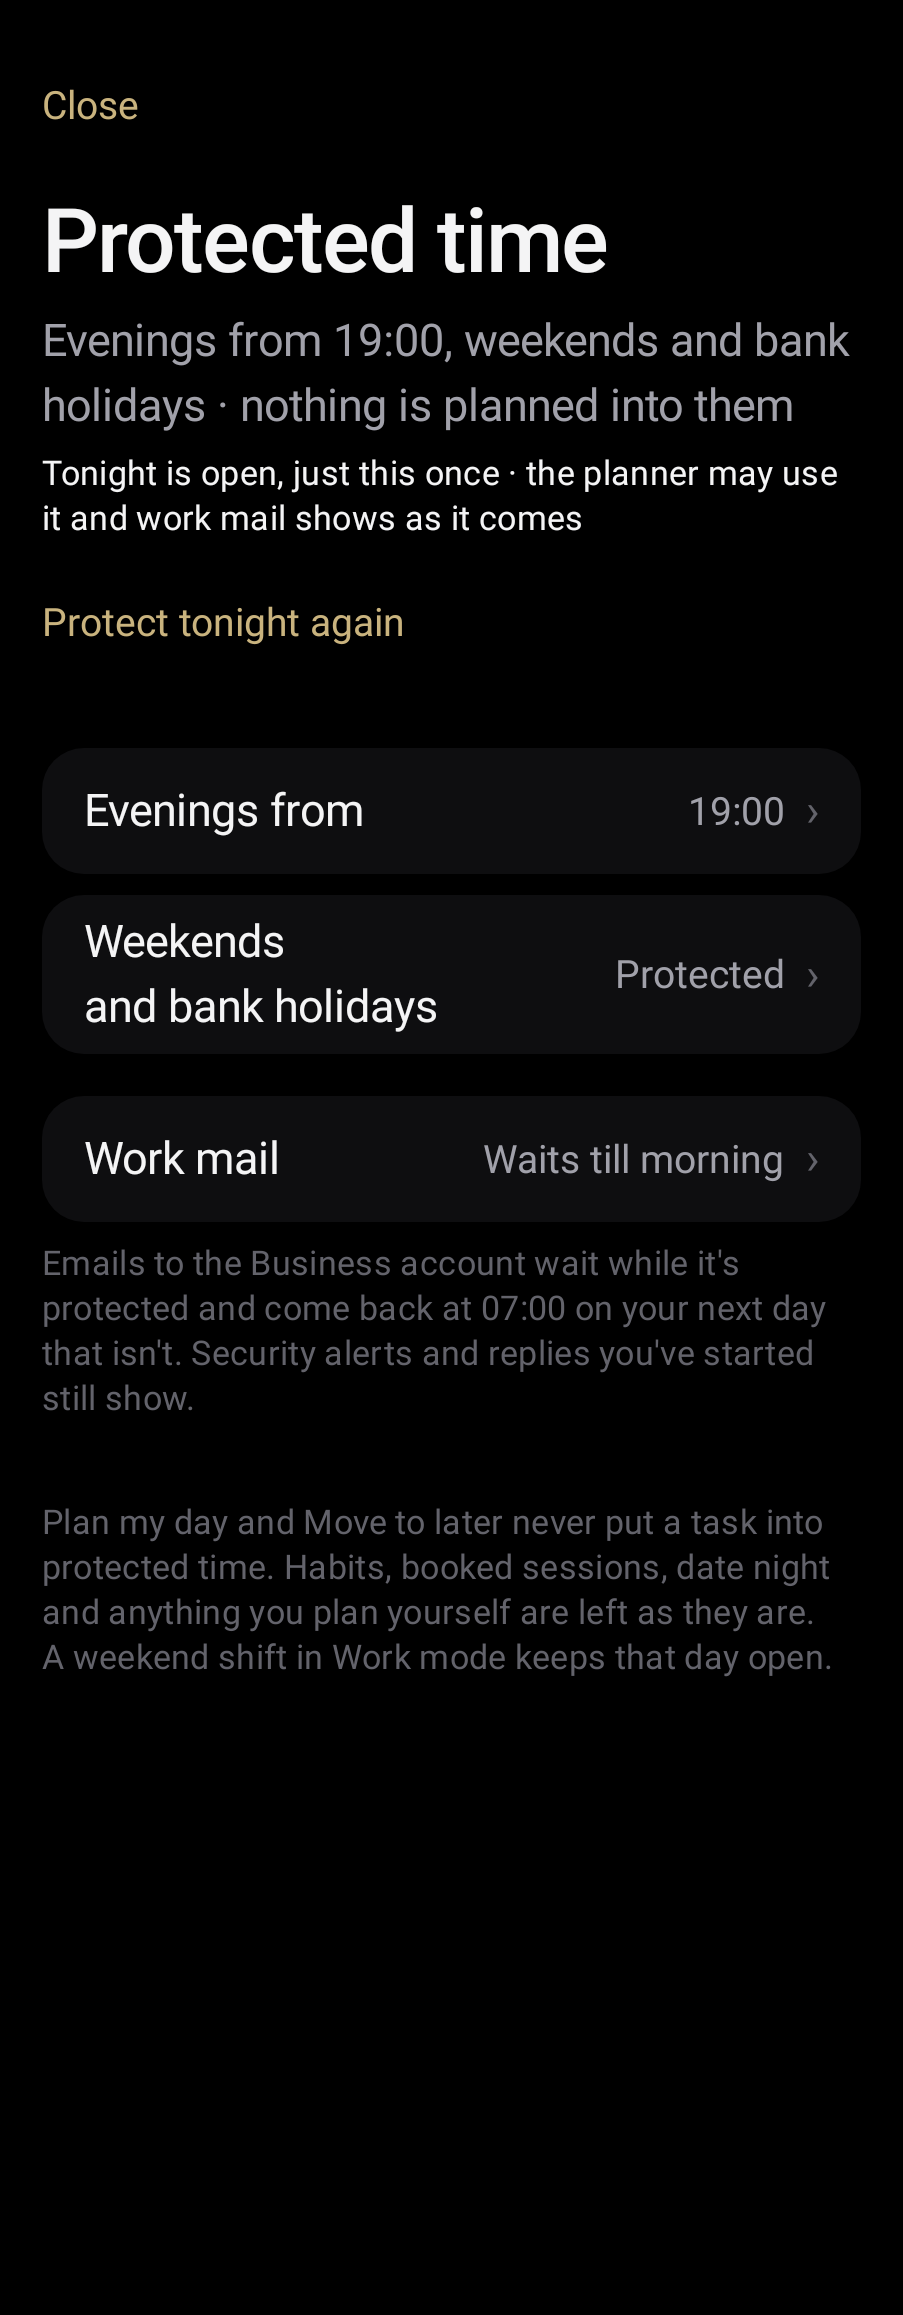 Close
Protected time
Evenings from 19:00, weekends and bank
holidays · nothing is planned into them
Tonight is open, just this once · the planner may use
it and work mail shows as it comes
Protect tonight again
Evenings from 19:00 ›
Weekends
and bank holidays Protected ›
Work mail Waits till morning ›
Emails to the Business account wait while it's
protected and come back at 07:00 on your next day
that isn't. Security alerts and replies you've started
still show.
Plan my day and Move to later never put a task into
protected time. Habits, booked sessions, date night
and anything you plan yourself are left as they are.
A weekend shift in Work mode keeps that day open.